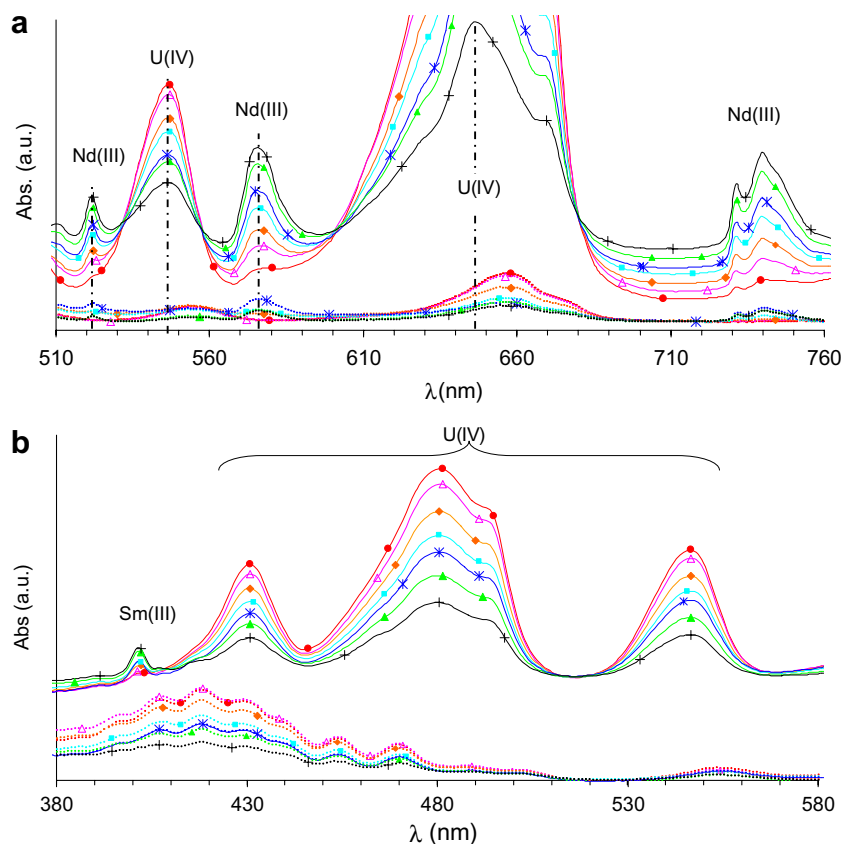 a
U(IV)
Nd(III)
Nd(III)
Nd(III)
U(IV)
Abs. (a.u.)
510 560 610 660 710 760
λ(nm)
b
U(IV)
Sm(III)
Abs (a.u.)
380 430 480 530 580
λ (nm)